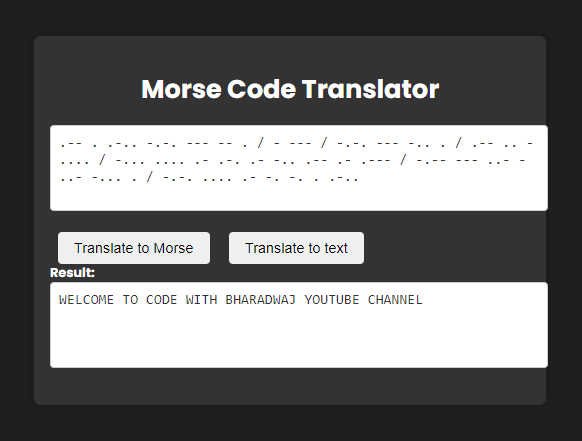 Morse Code Translator
.-- . .-.. -.-. --- -- . / - --- / -.-. --- -.. . / .-- .. -
.... / -... .... .- .-. .- -.. .-- .- .--- / -.-- --- ..- -
..- -... . / -.-. .... .- -. -. . .-..
Translate to Morse Translate to text
Result:
WELCOME TO CODE WITH BHARADWAJ YOUTUBE CHANNEL